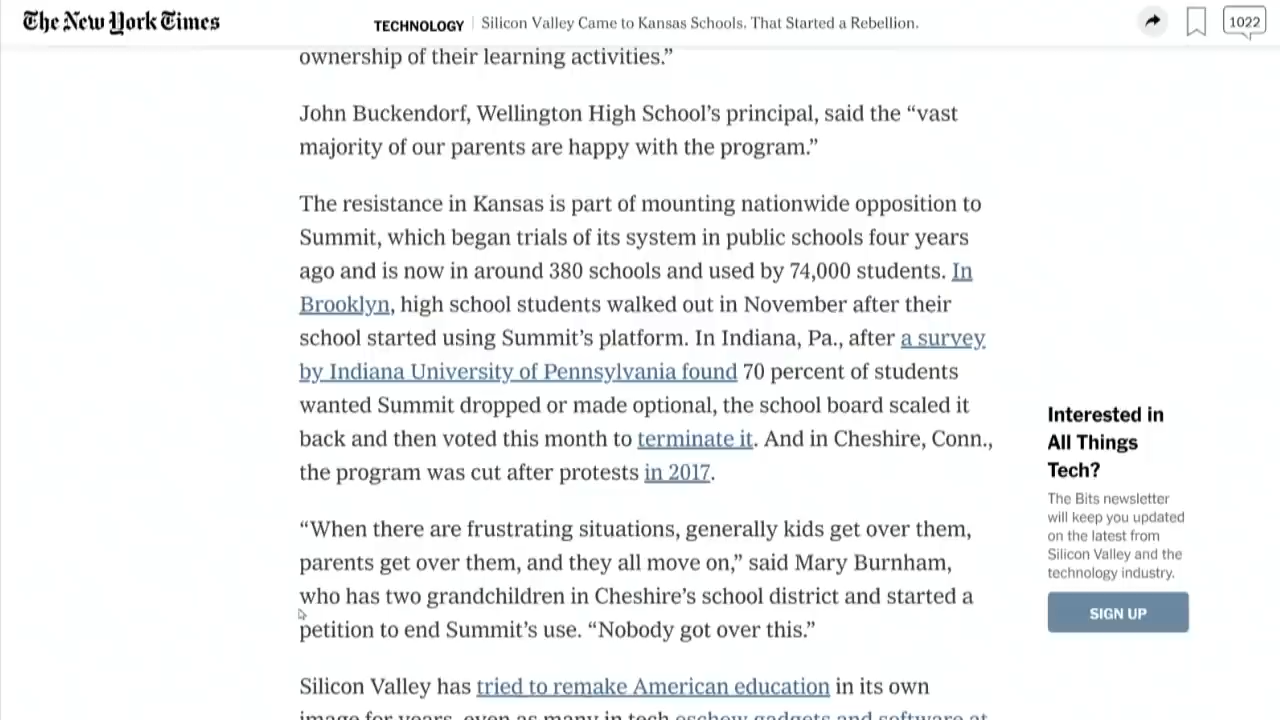 The New York Times
TECHNOLOGY | Silicon Valley Came to Kansas Schools. That Started a Rebellion.
1022
ownership of their learning activities.”
John Buckendorf, Wellington High School’s principal, said the “vast
majority of our parents are happy with the program.”
The resistance in Kansas is part of mounting nationwide opposition to
Summit, which began trials of its system in public schools four years
ago and is now in around 380 schools and used by 74,000 students. In
Brooklyn, high school students walked out in November after their
school started using Summit’s platform. In Indiana, Pa., after a survey
by Indiana University of Pennsylvania found 70 percent of students
wanted Summit dropped or made optional, the school board scaled it
back and then voted this month to terminate it. And in Cheshire, Conn.,
the program was cut after protests in 2017.
“When there are frustrating situations, generally kids get over them,
parents get over them, and they all move on,” said Mary Burnham,
who has two grandchildren in Cheshire’s school district and started a
petition to end Summit’s use. “Nobody got over this.”
Silicon Valley has tried to remake American education in its own
image for years, even as many in tech eschew gadgets and software at
Interested in
All Things
Tech?
The Bits newsletter
will keep you updated
on the latest from
Silicon Valley and the
technology industry.
SIGN UP